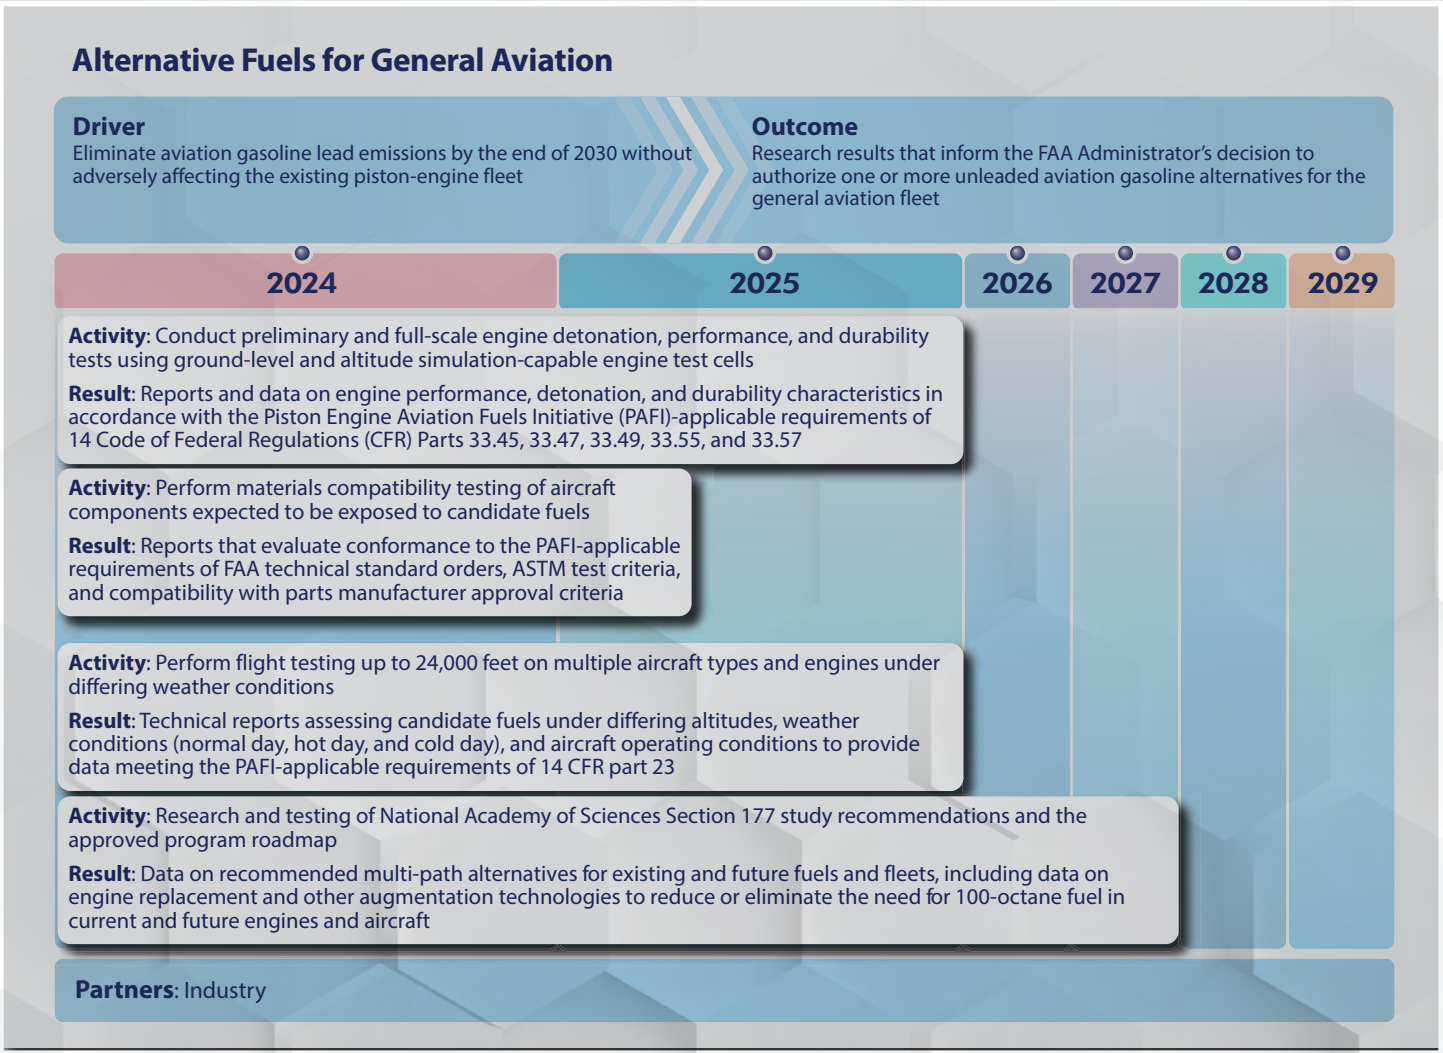 Alternative Fuels for General Aviation
Driver
Eliminate aviation gasoline lead emissions by the end of 2030 without
adversely affecting the existing piston-engine fleet
Outcome
Research results that inform the FAA Administrator’s decision to
authorize one or more unleaded aviation gasoline alternatives for the
general aviation fleet
2024 2025 2026 2027 2028 2029
Activity: Conduct preliminary and full-scale engine detonation, performance, and durability
tests using ground-level and altitude simulation-capable engine test cells
Result: Reports and data on engine performance, detonation, and durability characteristics in
accordance with the Piston Engine Aviation Fuels Initiative (PAFI)-applicable requirements of
14 Code of Federal Regulations (CFR) Parts 33.45, 33.47, 33.49, 33.55, and 33.57
Activity: Perform materials compatibility testing of aircraft
components expected to be exposed to candidate fuels
Result: Reports that evaluate conformance to the PAFI-applicable
requirements of FAA technical standard orders, ASTM test criteria,
and compatibility with parts manufacturer approval criteria
Activity: Perform flight testing up to 24,000 feet on multiple aircraft types and engines under
differing weather conditions
Result: Technical reports assessing candidate fuels under differing altitudes, weather
conditions (normal day, hot day, and cold day), and aircraft operating conditions to provide
data meeting the PAFI-applicable requirements of 14 CFR part 23
Activity: Research and testing of National Academy of Sciences Section 177 study recommendations and the
approved program roadmap
Result: Data on recommended multi-path alternatives for existing and future fuels and fleets, including data on
engine replacement and other augmentation technologies to reduce or eliminate the need for 100-octane fuel in
current and future engines and aircraft
Partners: Industry